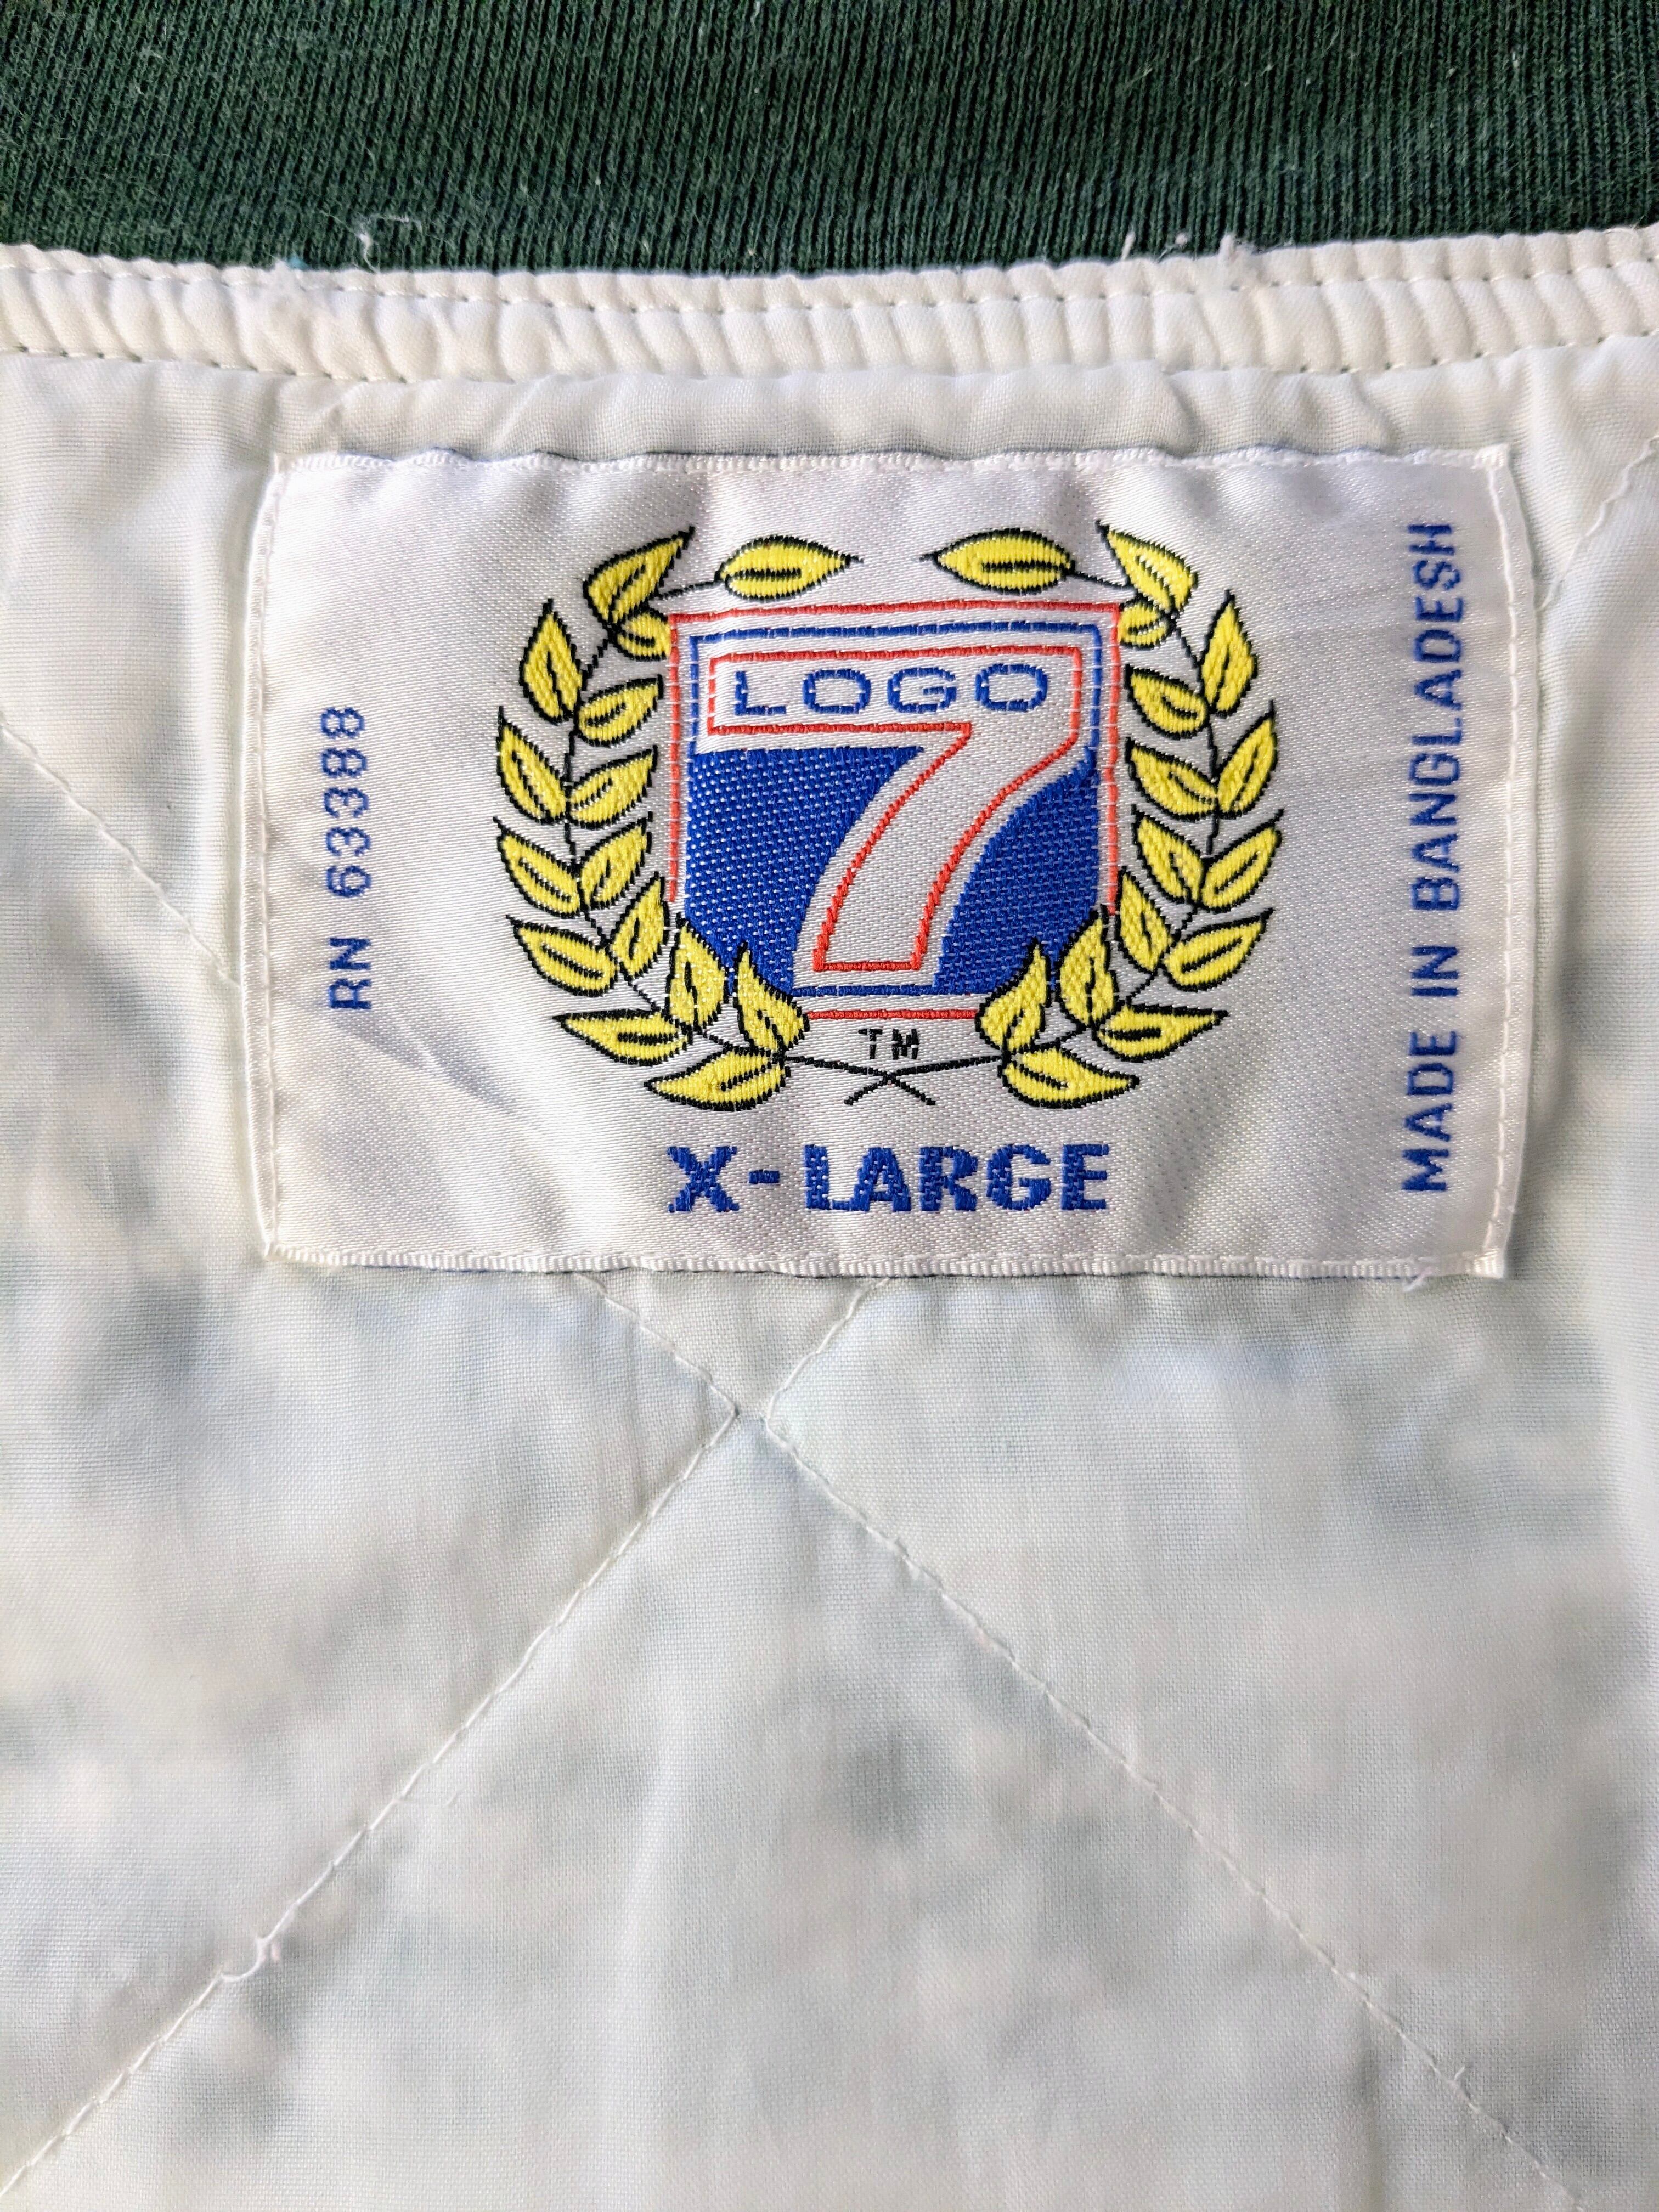 RN 63388
LOGO
7
TM
X-LARGE
MADE IN BANGLADESH